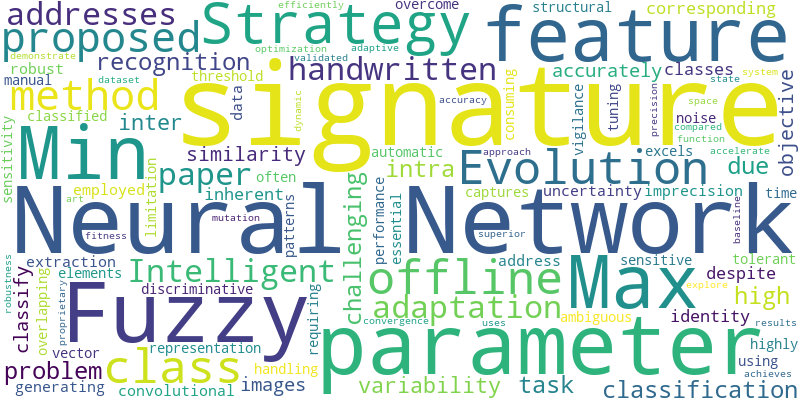 efficiently overcome structural corresponding
addresses Strategy feature
proposed optimization validated adaptive
demonstrate recognition handwritten accurately classes
robust threshold
manual dataset method data signature consuming tuning noise state system
classified inter dynamic vigilance precision space objective
sensitivity Min similarity accuracy excels compared function
limitation paper automatic intra Evolution due accelerate
employed often approach captures uncertainty imprecision time
art inherent Neural Network
mutation patterns challenging performance essential baseline
fitness superior
robustness extraction Intelligent offline address sensitive Max tolerant
classify overlapping elements discriminative despite
proprietary Fuzzy requiring adaptation identity high explore
vector representation class convergence uses parameter ambiguous results
problem handling highly using
generating convolutional images variability task classification achieves